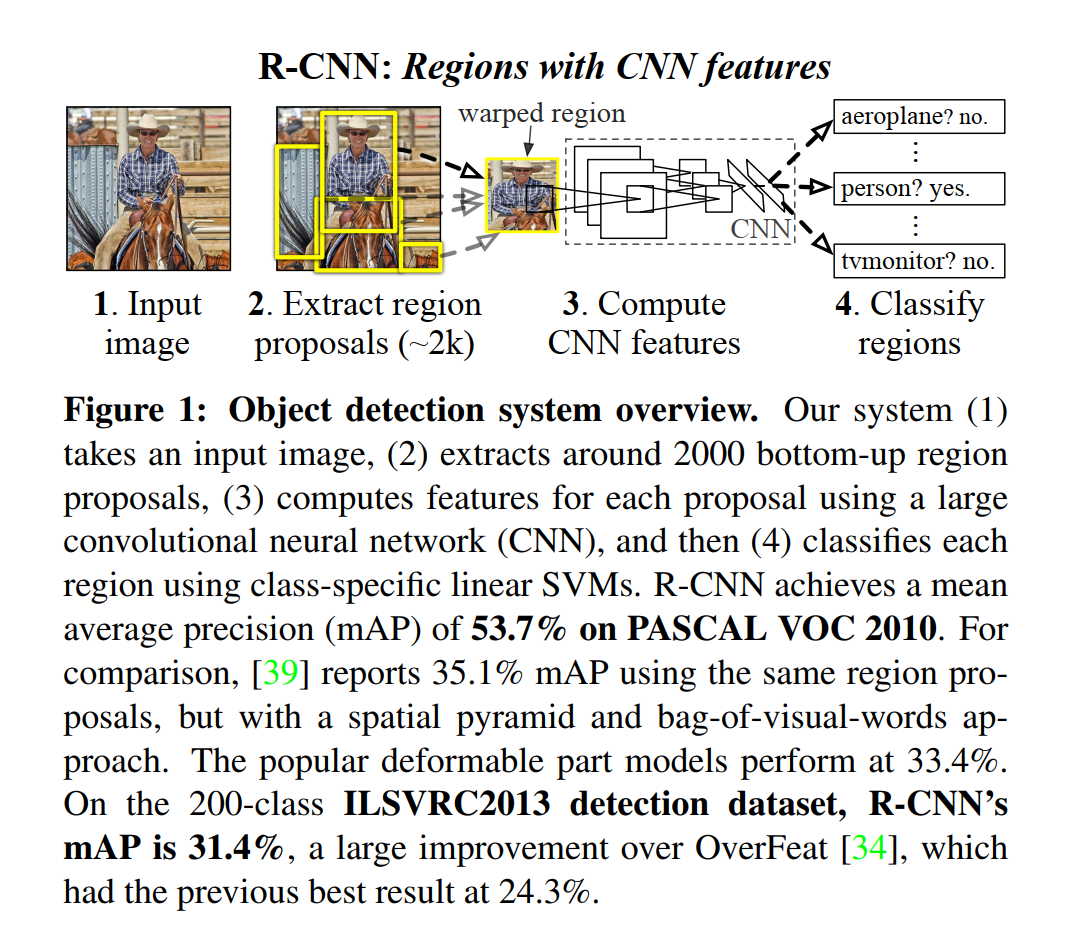 R-CNN: Regions with CNN features
warped region
aeroplane? no.
⋮
person? yes.
⋮
tvmonitor? no.
CNN
1. Input
image
2. Extract region
proposals (~2k)
3. Compute
CNN features
4. Classify
regions
Figure 1: Object detection system overview. Our system (1)
takes an input image, (2) extracts around 2000 bottom-up region
proposals, (3) computes features for each proposal using a large
convolutional neural network (CNN), and then (4) classifies each
region using class-specific linear SVMs. R-CNN achieves a mean
average precision (mAP) of 53.7% on PASCAL VOC 2010. For
comparison, [39] reports 35.1% mAP using the same region pro-
posals, but with a spatial pyramid and bag-of-visual-words ap-
proach. The popular deformable part models perform at 33.4%.
On the 200-class ILSVRC2013 detection dataset, R-CNN’s
mAP is 31.4%, a large improvement over OverFeat [34], which
had the previous best result at 24.3%.